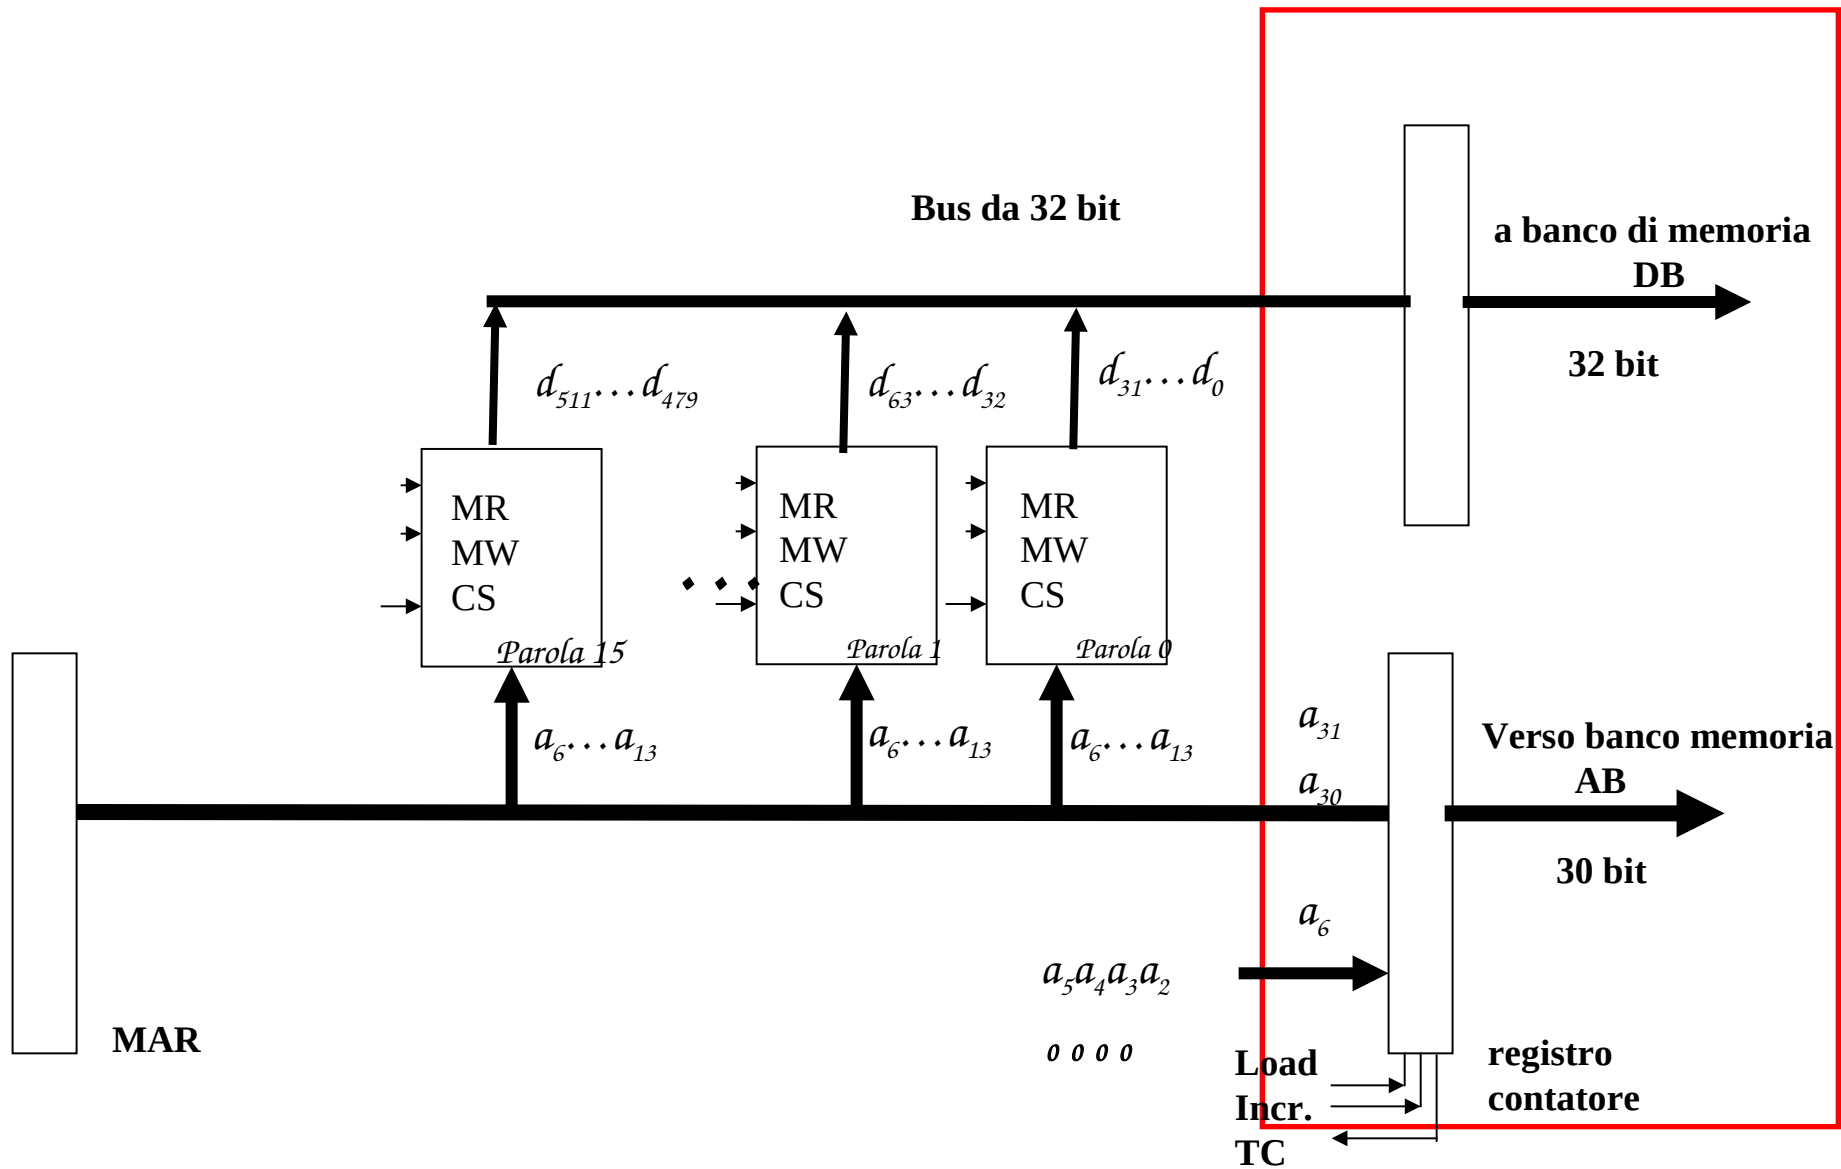 Bus da 32 bit
a banco di memoria
DB
32 bit
d511...d479
d63...d32
d31...d0
MR
MW
CS
Parola 15
...
MR
MW
CS
Parola 1
MR
MW
CS
Parola 0
a6...a13
a6...a13
a6...a13
a31
a30
Verso banco memoria
AB
30 bit
a6
a5a4a3a2
0 0 0 0
MAR
Load
Incr.
TC
registro
contatore